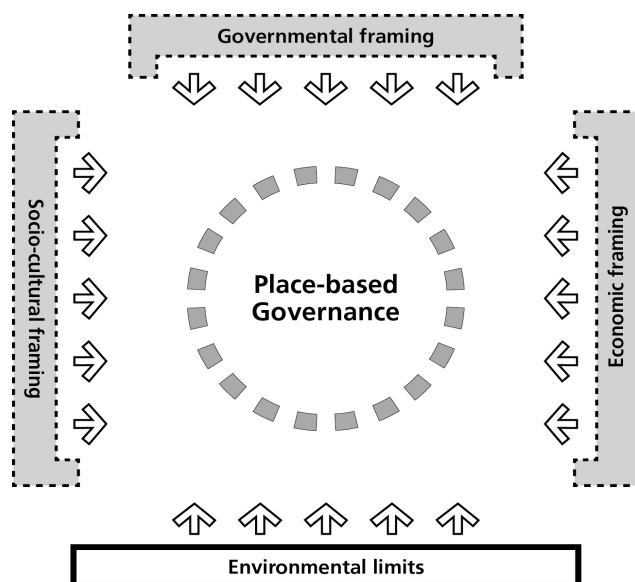 Governmental framing
Socio-cultural framing
Place-based
Governance
Economic framing
Environmental limits